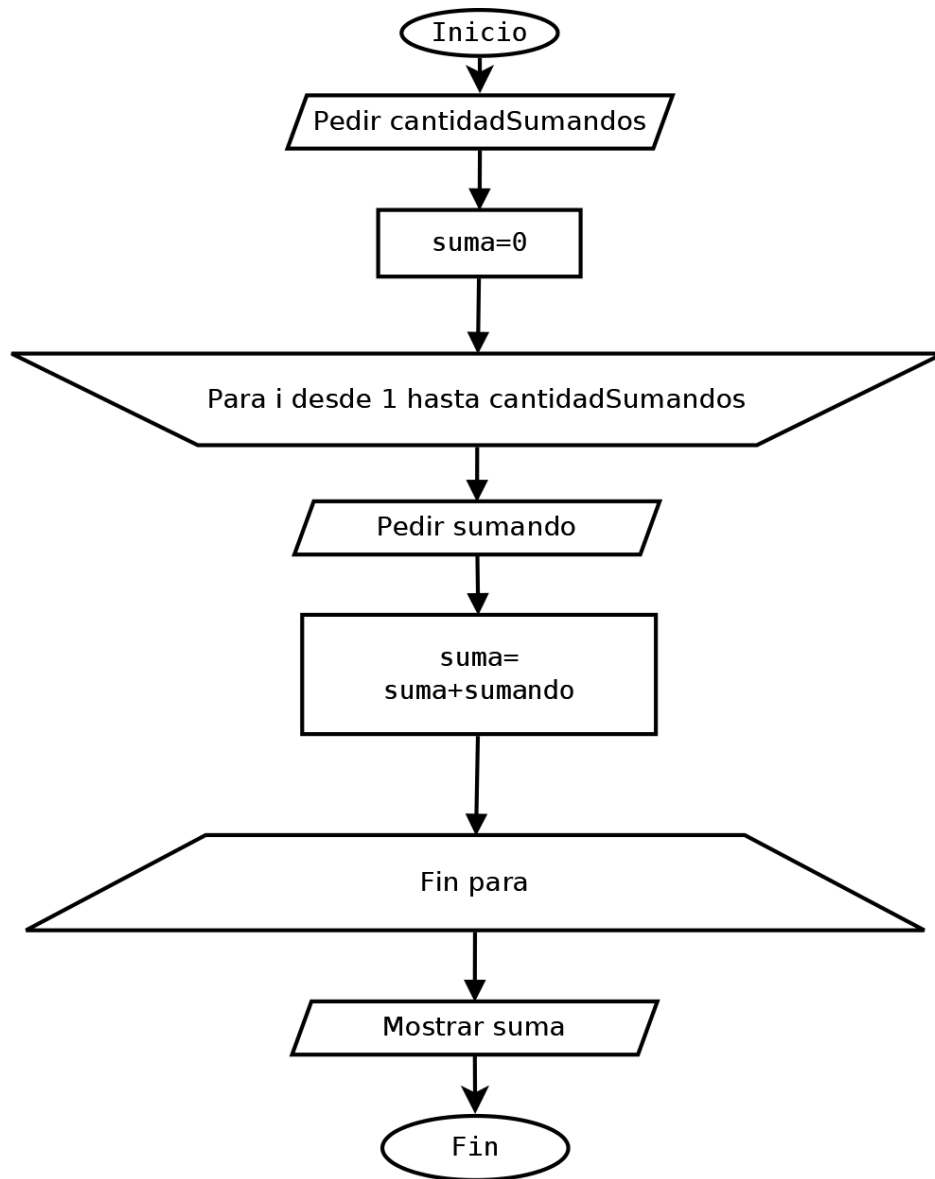 Inicio
Pedir cantidadSumandos
suma=0
Para i desde 1 hasta cantidadSumandos
Pedir sumando
suma=
suma+sumando
Fin para
Mostrar suma
Fin